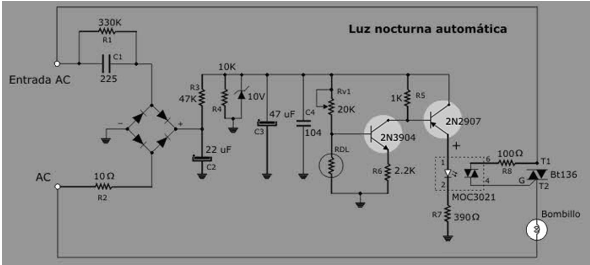 Luz nocturna automática
330K
R1
C1
225
Entrada AC
AC
10Ω
R2
−
+
R3
47K
22 uF
C2
10K
R4
10V
47 uF
C3
C4
104
Rv1
20K
RDL
1K
R5
2N3904
R6
2.2K
2N2907
+
1
2
6
4
MOC3021
R7
390Ω
100Ω
R8
T1
Bt136
G
T2
Bombillo